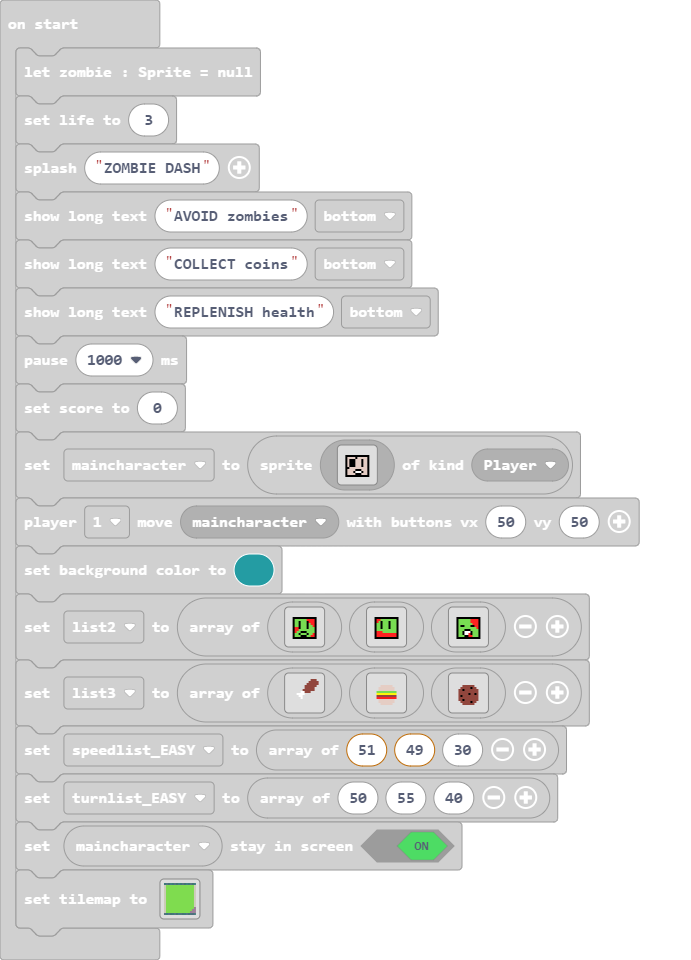 on start
let zombie : Sprite = null
set life to 3
splash "ZOMBIE DASH"
show long text "AVOID zombies" bottom
show long text "COLLECT coins" bottom
show long text "REPLENISH health" bottom
pause 1000 ms
set score to 0
set maincharacter to sprite of kind Player
player 1 move maincharacter with buttons vx 50 vy 50
set background color to
set list2 to array of
set list3 to array of
set speedlist_EASY to array of 51 49 30
set turnlist_EASY to array of 50 55 40
set maincharacter stay in screen ON
set tilemap to